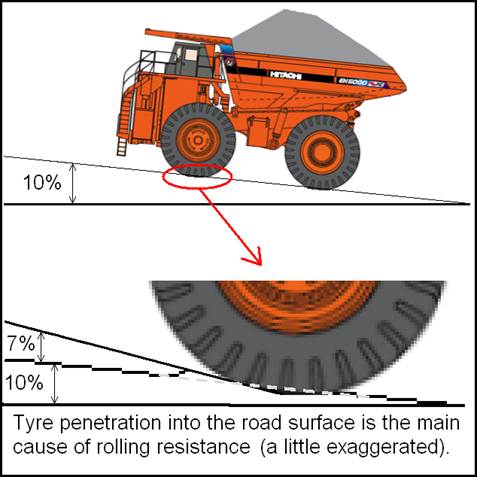 HITACHI
EH5000
10%
7%
10%
Tyre penetration into the road surface is the main
cause of rolling resistance (a little exaggerated).